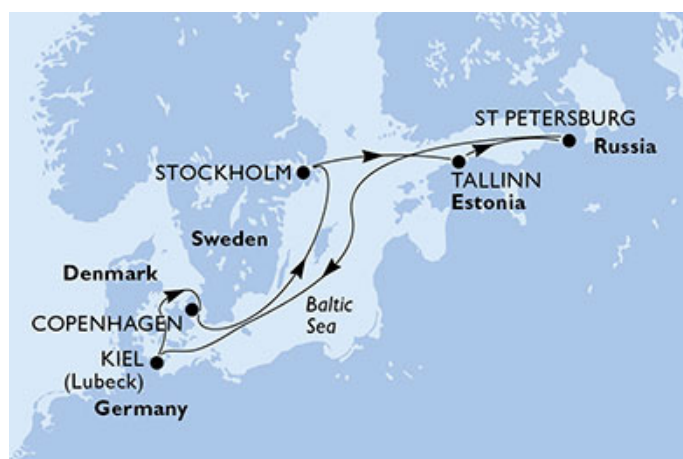 ST PETERSBURG
Russia
STOCKHOLM
TALLINN
Estonia
Sweden
Denmark
COPENHAGEN
Baltic
Sea
KIEL
(Lubeck)
Germany